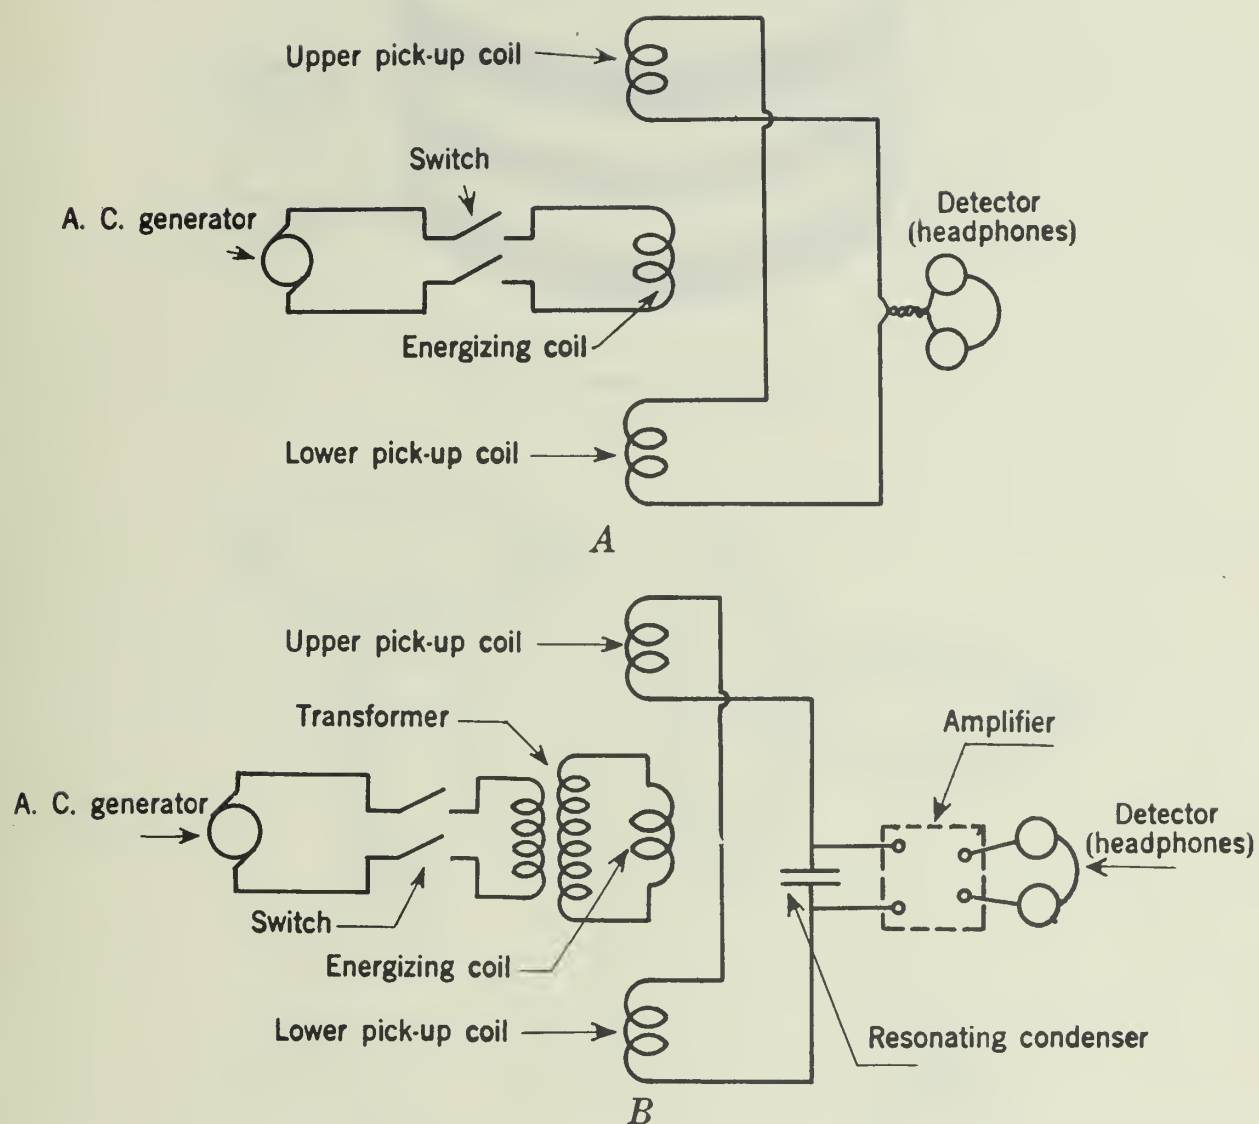 Upper pick-up coil
Switch
A. C. generator
Detector
(headphones)
Energizing coil
Lower pick-up coil
A
Upper pick-up coil
Transformer
Amplifier
A. C. generator
Detector
(headphones)
Switch
Energizing coil
Lower pick-up coil
Resonating condenser
B